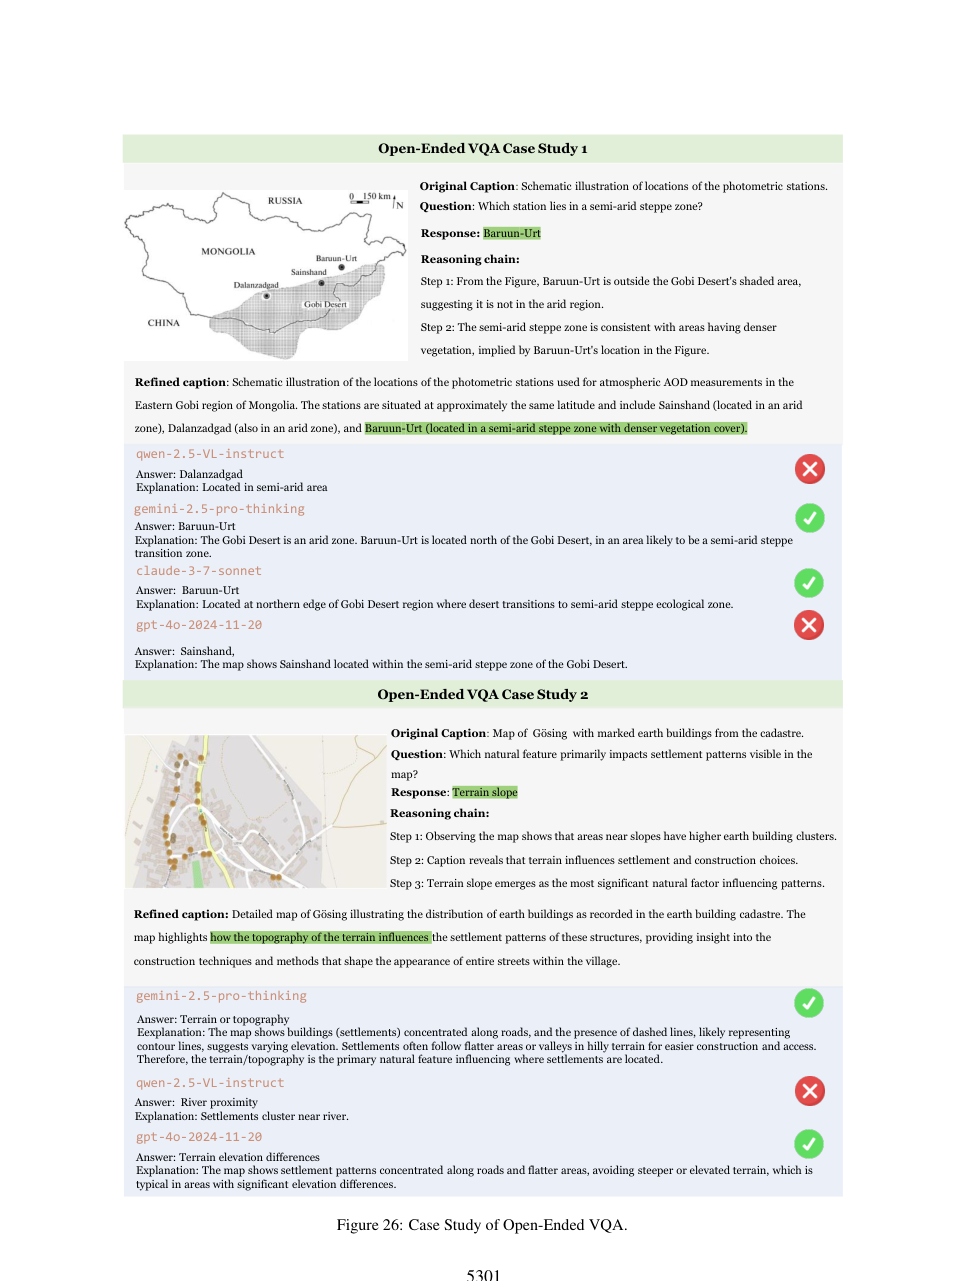 Open-Ended VQA Case Study 1
RUSSIA
0 150 km
N
MONGOLIA
Baruun-Urt
Sainshand
Dalanzadgad
Gobi Desert
CHINA
Original Caption: Schematic illustration of locations of the photometric stations.
Question: Which station lies in a semi-arid steppe zone?
Response: Baruun-Urt
Reasoning chain:
Step 1: From the Figure, Baruun-Urt is outside the Gobi Desert's shaded area,
suggesting it is not in the arid region.
Step 2: The semi-arid steppe zone is consistent with areas having denser
vegetation, implied by Baruun-Urt's location in the Figure.
Refined caption: Schematic illustration of the locations of the photometric stations used for atmospheric AOD measurements in the
Eastern Gobi region of Mongolia. The stations are situated at approximately the same latitude and include Sainshand (located in an arid
zone), Dalanzadgad (also in an arid zone), and Baruun-Urt (located in a semi-arid steppe zone with denser vegetation cover).
qwen-2.5-VL-instruct
Answer: Dalanzadgad
Explanation: Located in semi-arid area
gemini-2.5-pro-thinking
Answer: Baruun-Urt
Explanation: The Gobi Desert is an arid zone. Baruun-Urt is located north of the Gobi Desert, in an area likely to be a semi-arid steppe
transition zone.
claude-3-7-sonnet
Answer: Baruun-Urt
Explanation: Located at northern edge of Gobi Desert region where desert transitions to semi-arid steppe ecological zone.
gpt-4o-2024-11-20
Answer: Sainshand,
Explanation: The map shows Sainshand located within the semi-arid steppe zone of the Gobi Desert.
Open-Ended VQA Case Study 2
Original Caption: Map of Gösing with marked earth buildings from the cadastre.
Question: Which natural feature primarily impacts settlement patterns visible in the
map?
Response: Terrain slope
Reasoning chain:
Step 1: Observing the map shows that areas near slopes have higher earth building clusters.
Step 2: Caption reveals that terrain influences settlement and construction choices.
Step 3: Terrain slope emerges as the most significant natural factor influencing patterns.
Refined caption: Detailed map of Gösing illustrating the distribution of earth buildings as recorded in the earth building cadastre. The
map highlights how the topography of the terrain influences the settlement patterns of these structures, providing insight into the
construction techniques and methods that shape the appearance of entire streets within the village.
gemini-2.5-pro-thinking
Answer: Terrain or topography
Eexplanation: The map shows buildings (settlements) concentrated along roads, and the presence of dashed lines, likely representing
contour lines, suggests varying elevation. Settlements often follow flatter areas or valleys in hilly terrain for easier construction and access.
Therefore, the terrain/topography is the primary natural feature influencing where settlements are located.
qwen-2.5-VL-instruct
Answer: River proximity
Explanation: Settlements cluster near river.
gpt-4o-2024-11-20
Answer: Terrain elevation differences
Explanation: The map shows settlement patterns concentrated along roads and flatter areas, avoiding steeper or elevated terrain, which is
typical in areas with significant elevation differences.
Figure 26: Case Study of Open-Ended VQA.
5301